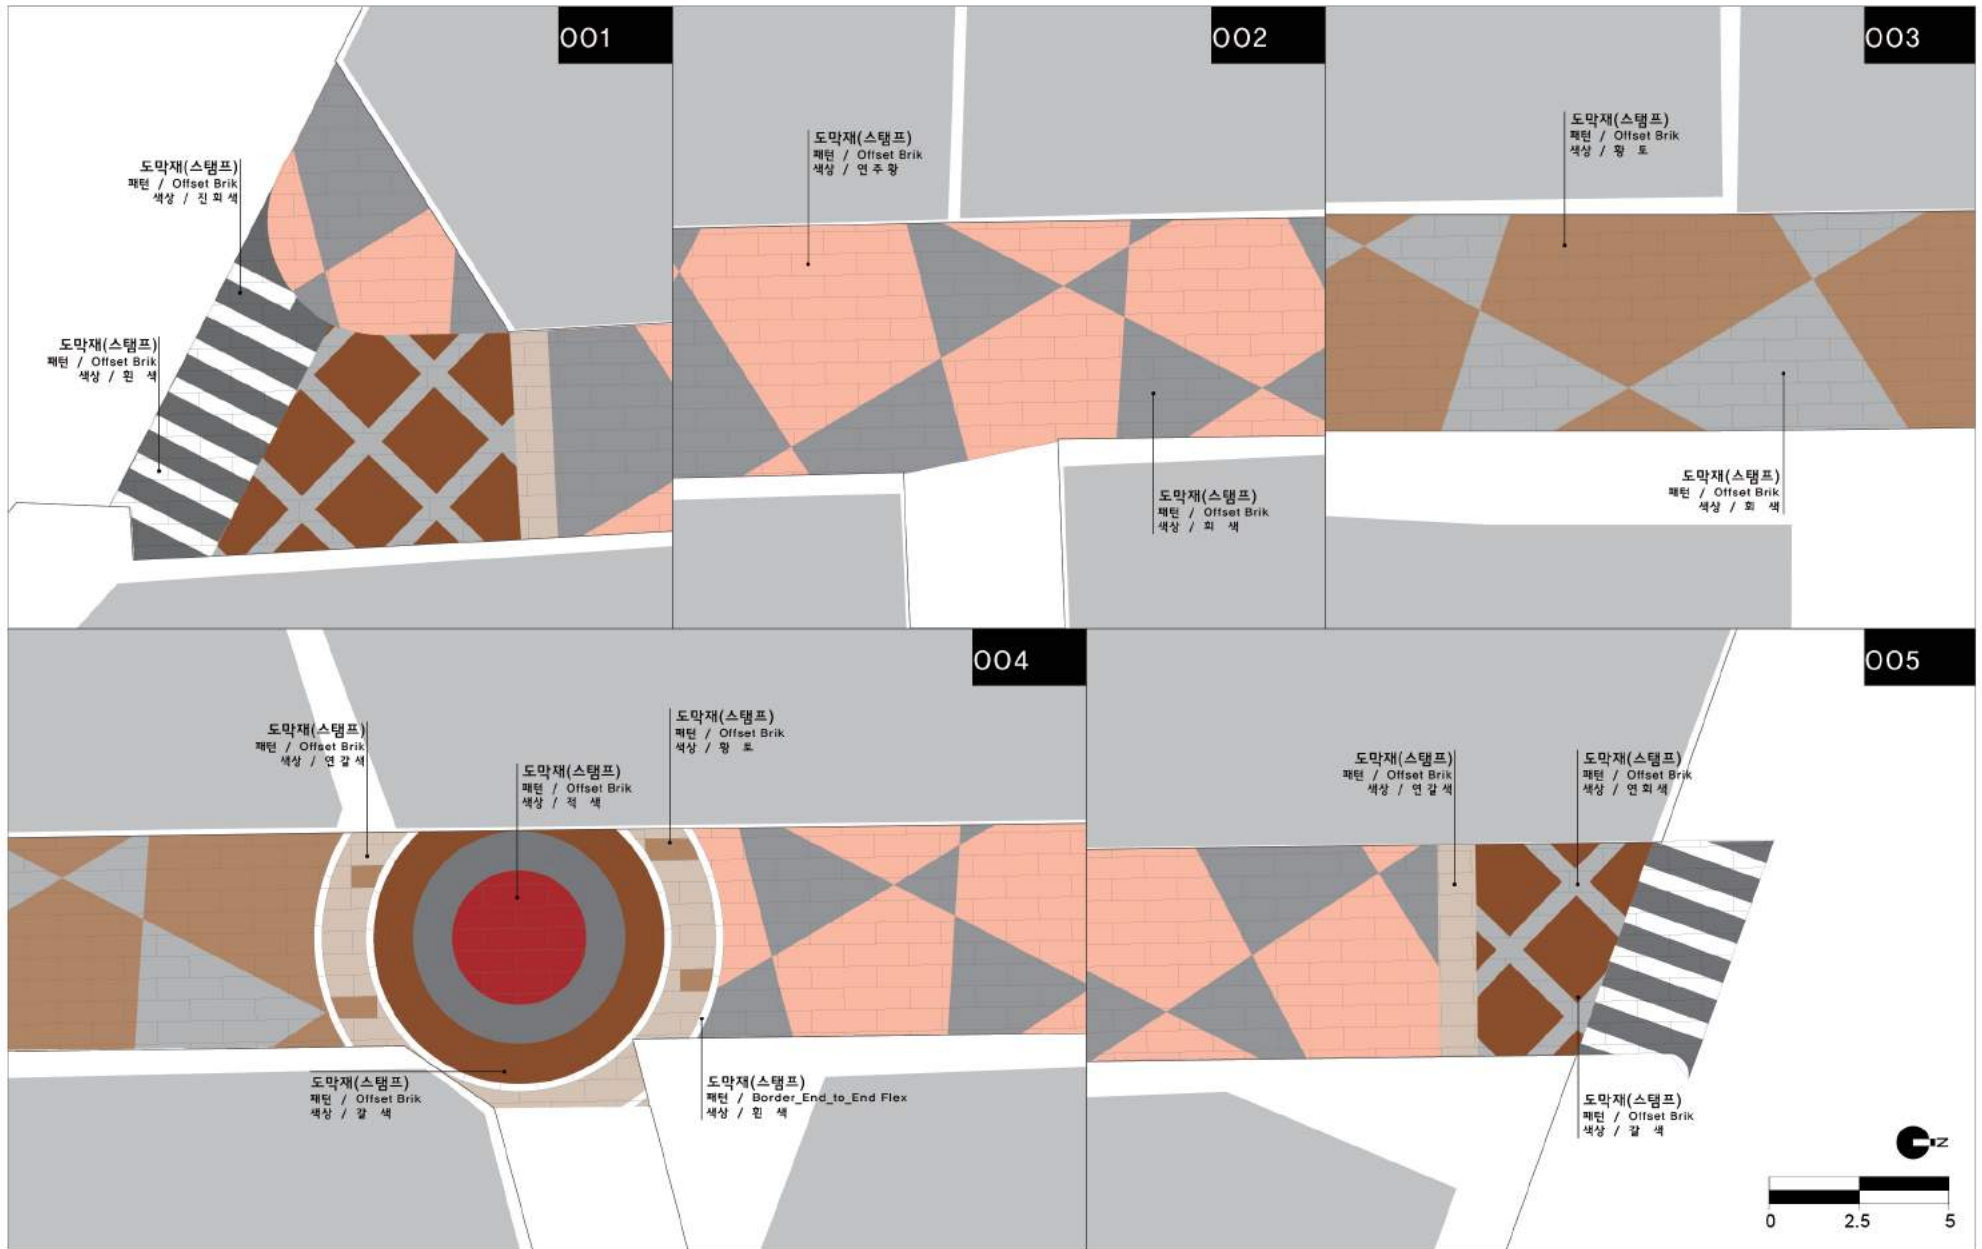 001
도막재(스탬프)
패턴 / Offset Brik
색상 / 진 회 색
도막재(스탬프)
패턴 / Offset Brik
색상 / 흰 색
002
도막재(스탬프)
패턴 / Offset Brik
색상 / 연 주 황
도막재(스탬프)
패턴 / Offset Brik
색상 / 회 색
003
도막재(스탬프)
패턴 / Offset Brik
색상 / 황 토
도막재(스탬프)
패턴 / Offset Brik
색상 / 회 색
004
도막재(스탬프)
패턴 / Offset Brik
색상 / 연 갈 색
도막재(스탬프)
패턴 / Offset Brik
색상 / 적 색
도막재(스탬프)
패턴 / Offset Brik
색상 / 황 토
도막재(스탬프)
패턴 / Offset Brik
색상 / 갈 색
도막재(스탬프)
패턴 / Border_End_to_End Flex
색상 / 흰 색
005
도막재(스탬프)
패턴 / Offset Brik
색상 / 연 갈 색
도막재(스탬프)
패턴 / Offset Brik
색상 / 연 회 색
도막재(스탬프)
패턴 / Offset Brik
색상 / 갈 색
N
0 2.5 5